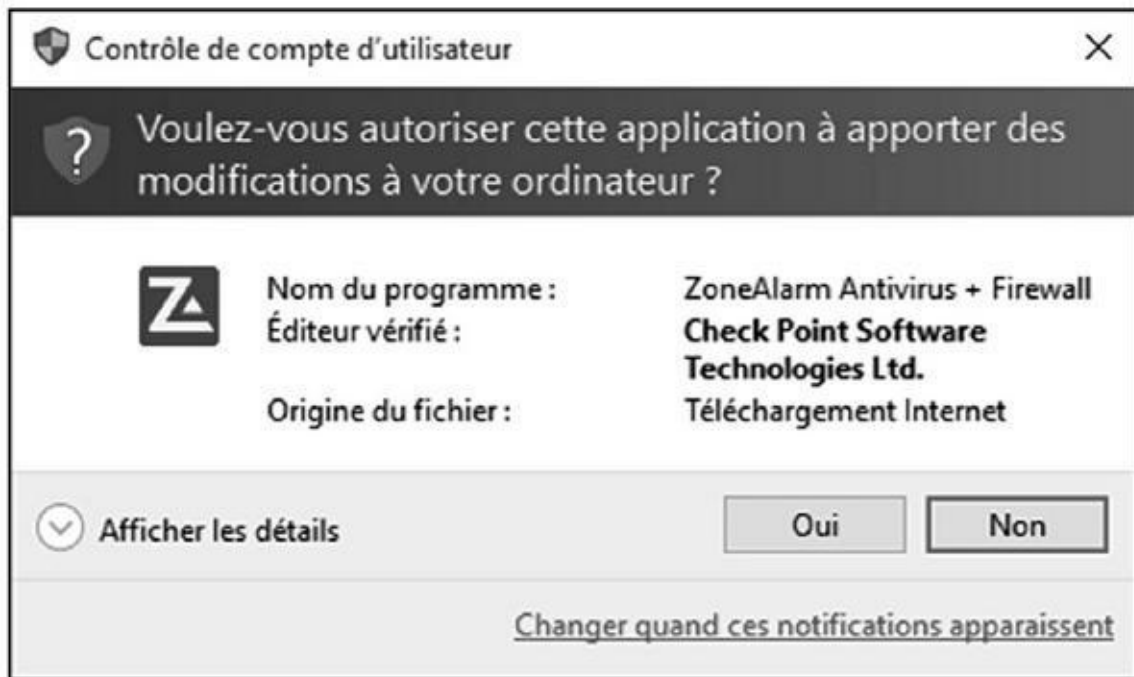 Contrôle de compte d'utilisateur
Voulez-vous autoriser cette application à apporter des
modifications à votre ordinateur ?
Nom du programme : ZoneAlarm Antivirus + Firewall
Éditeur vérifié : Check Point Software
Technologies Ltd.
Origine du fichier : Téléchargement Internet
Afficher les détails Oui Non
Changer quand ces notifications apparaissent